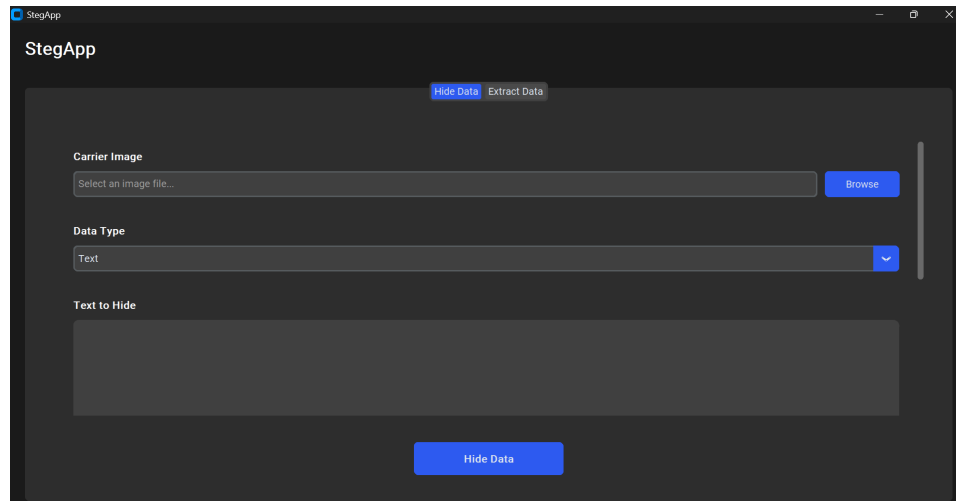 StegApp
StegApp
Hide Data Extract Data
Carrier Image
Select an image file...
Browse
Data Type
Text
Text to Hide
Hide Data